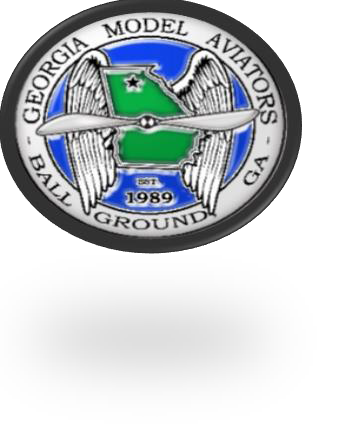 GEORGIA MODEL AVIATORS
EST
1989
BALL GROUND GA